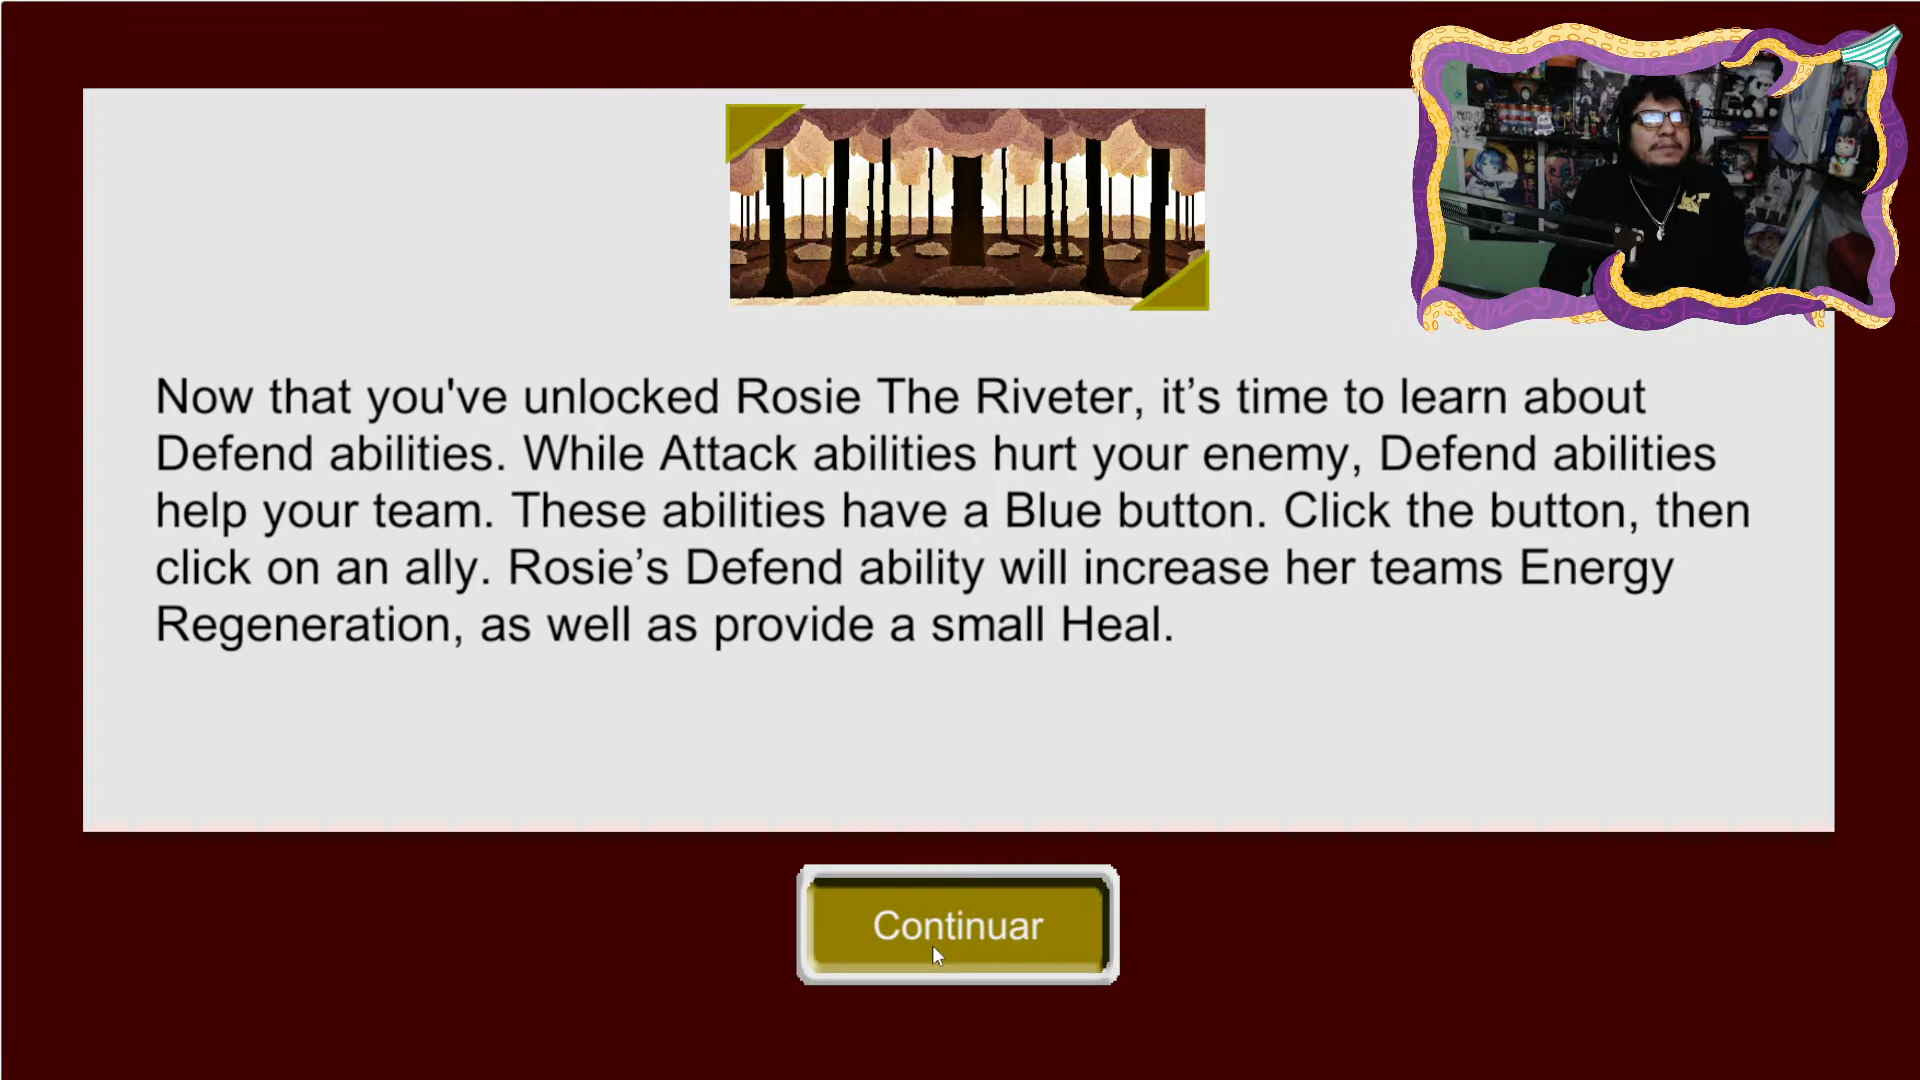 Now that you've unlocked Rosie The Riveter, it’s time to learn about
Defend abilities. While Attack abilities hurt your enemy, Defend abilities
help your team. These abilities have a Blue button. Click the button, then
click on an ally. Rosie’s Defend ability will increase her teams Energy
Regeneration, as well as provide a small Heal.
Continuar